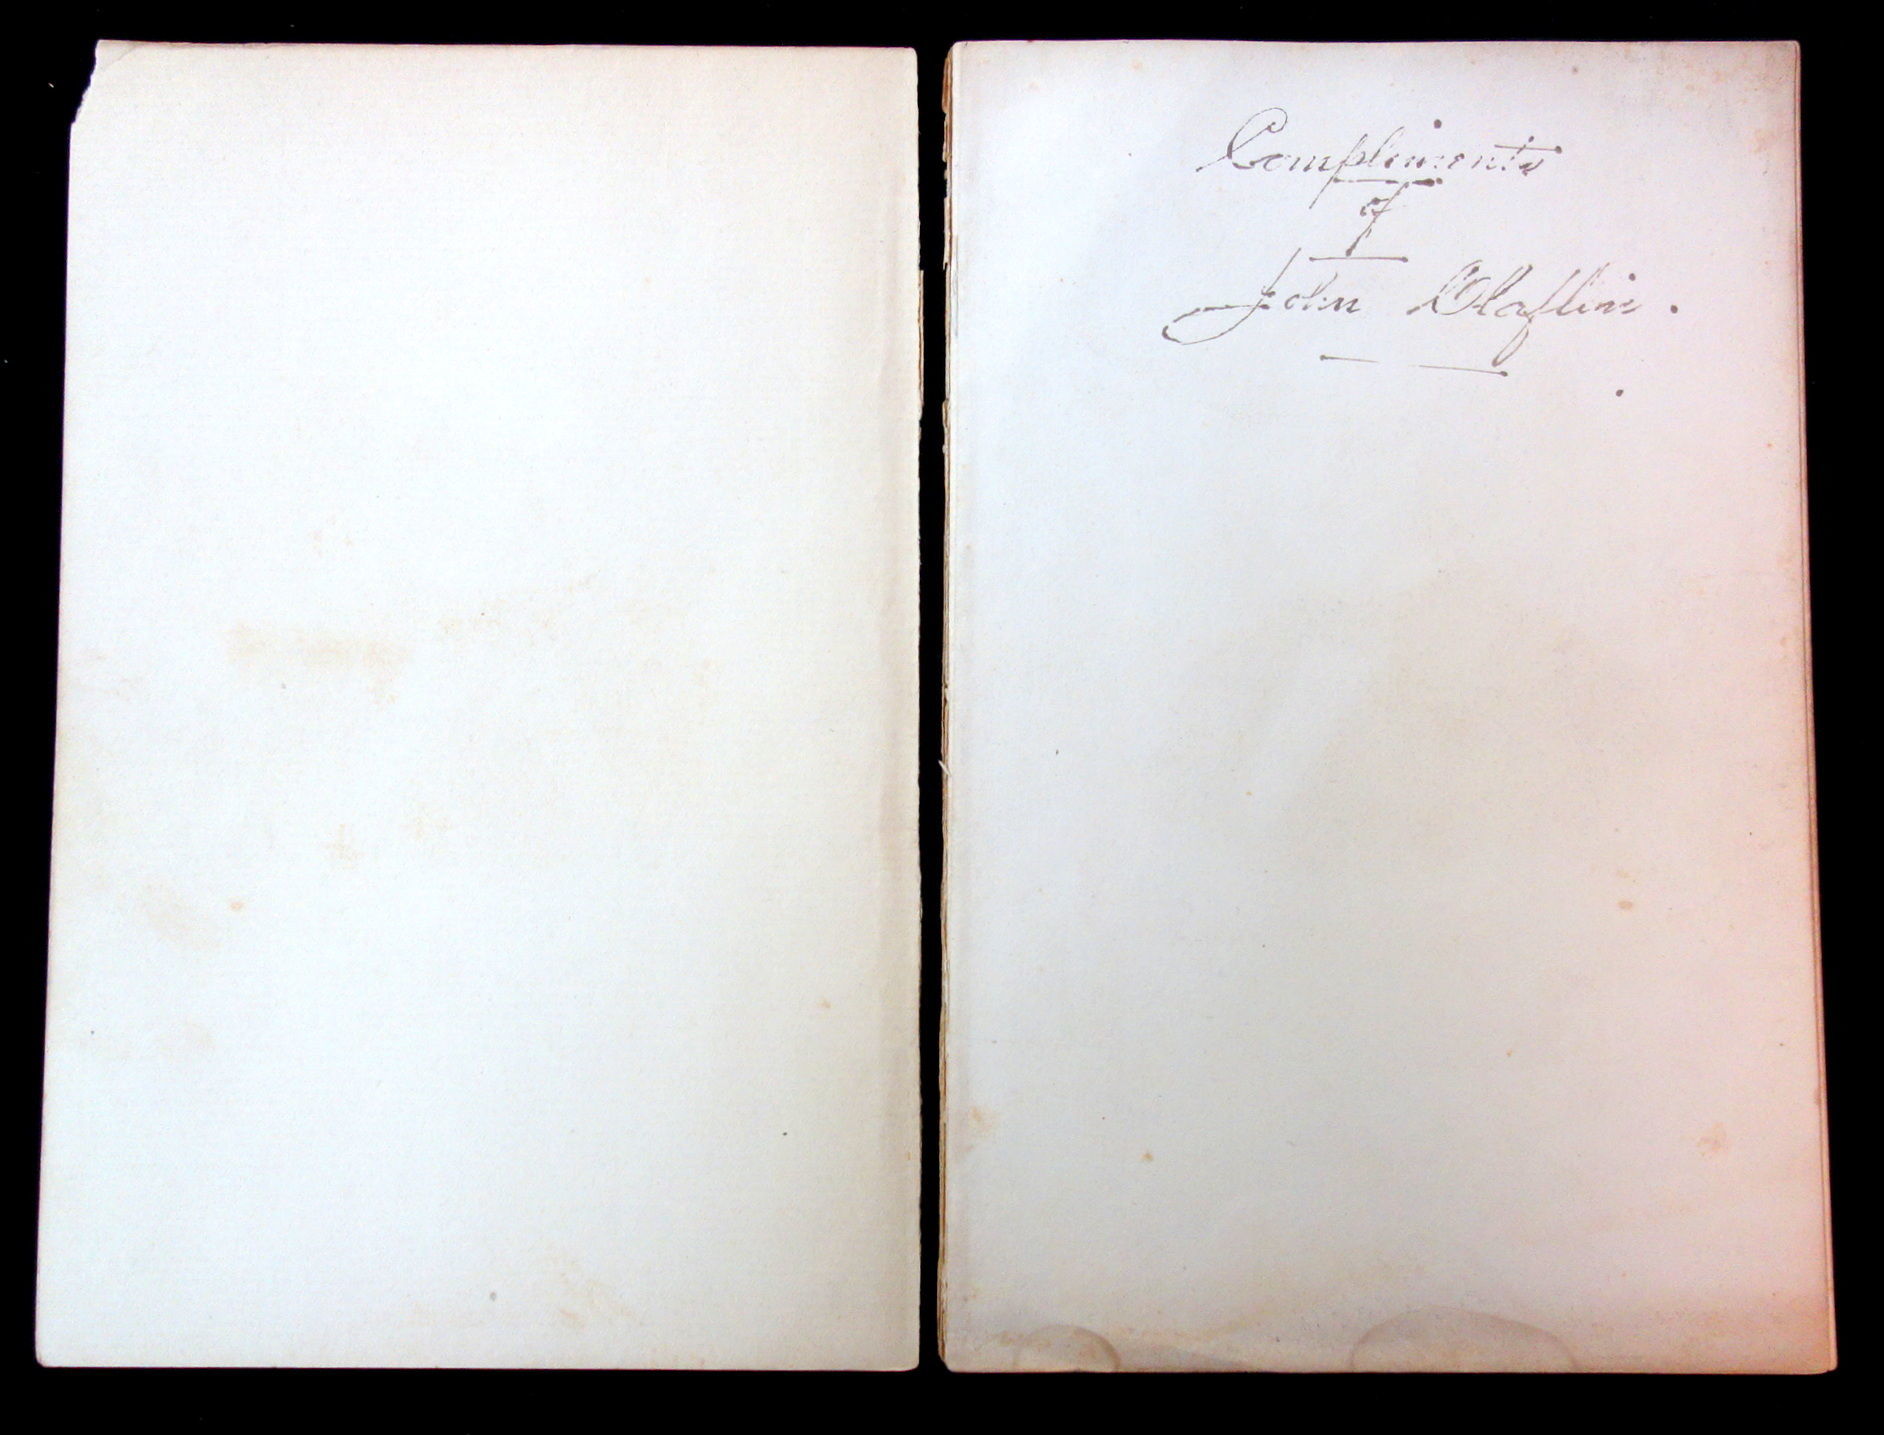 Compliments
of
John Claflin.